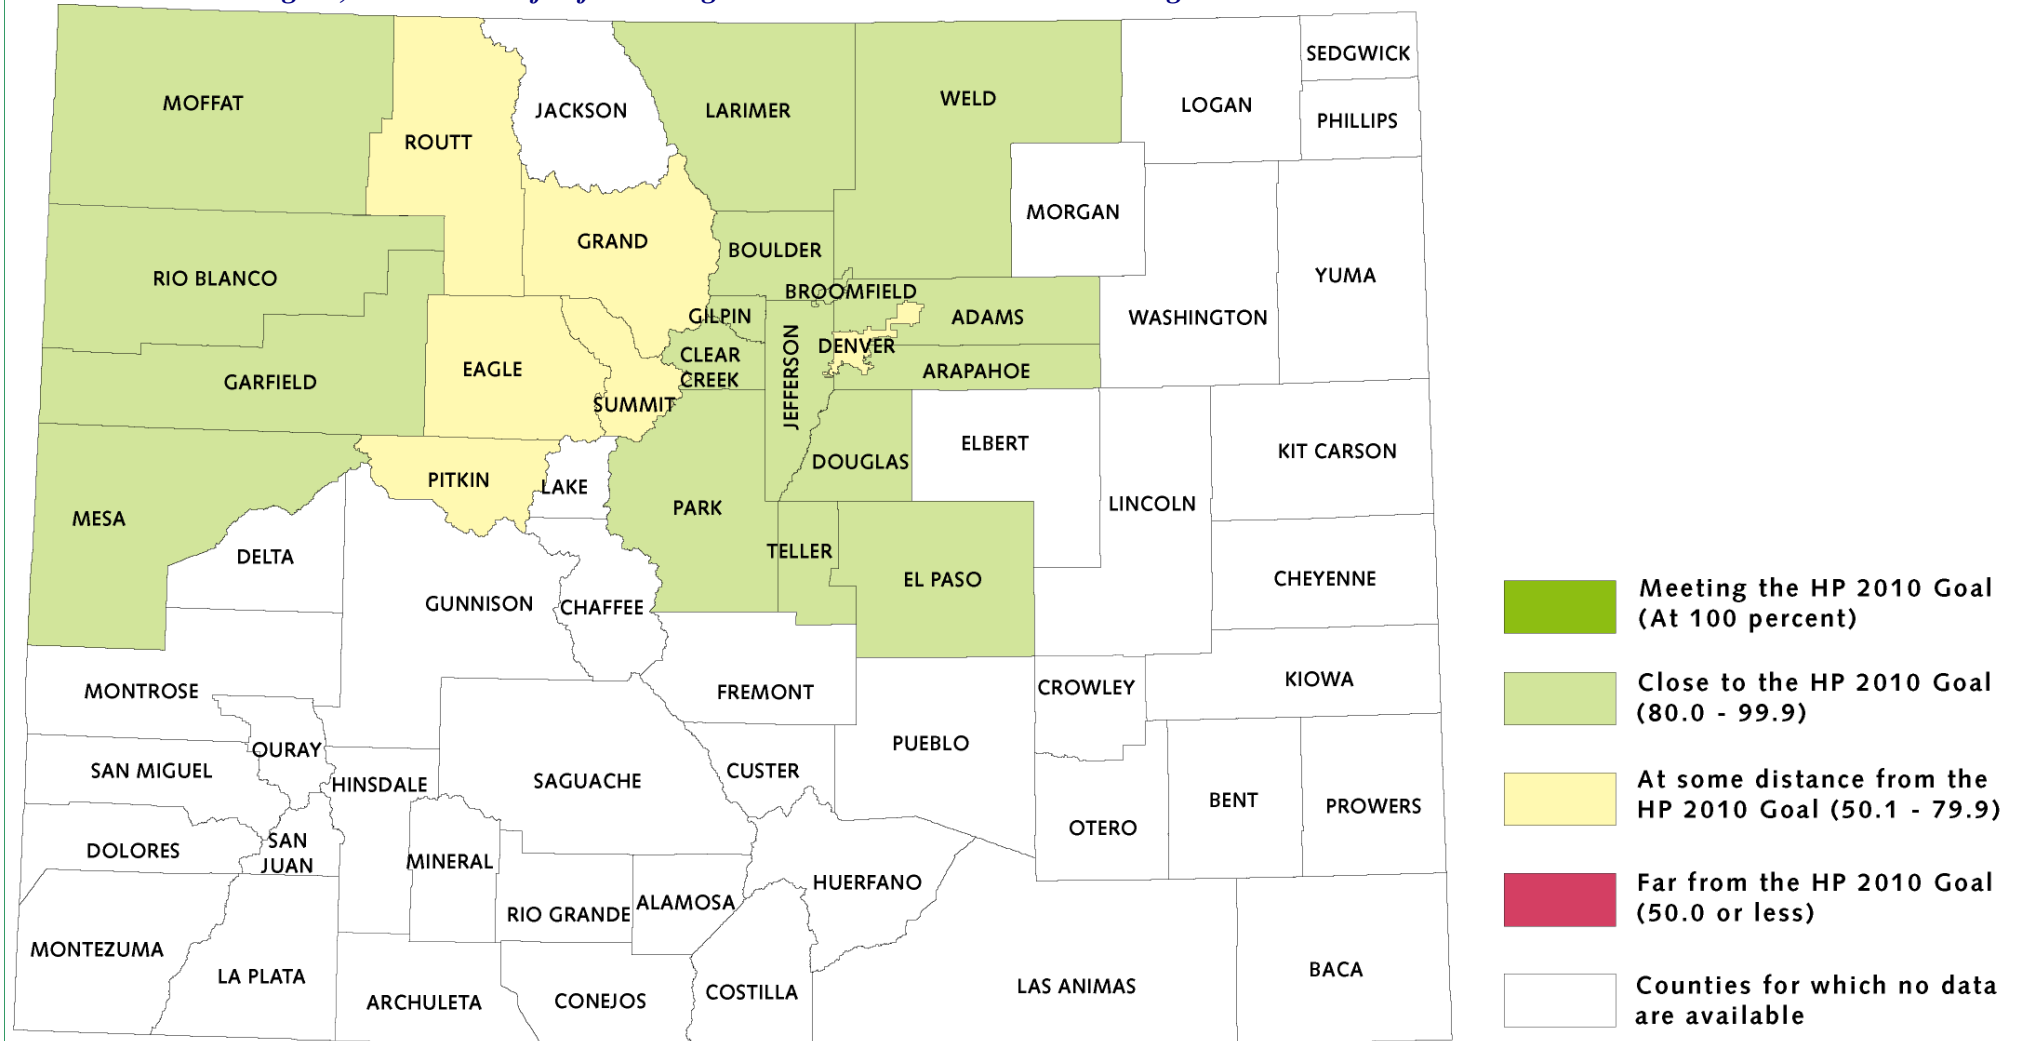 SEDGWICK
MOFFAT
JACKSON
LARIMER
WELD
LOGAN
PHILLIPS
ROUTT
MORGAN
GRAND
BOULDER
RIO BLANCO
YUMA
BROOMFIELD
GILPIN
ADAMS
WASHINGTON
DENVER
CLEAR
CREEK
JEFFERSON
EAGLE
ARAPAHOE
GARFIELD
SUMMIT
ELBERT
KIT CARSON
DOUGLAS
PITKIN
LAKE
LINCOLN
PARK
MESA
TELLER
DELTA
EL PASO
CHEYENNE
GUNNISON
CHAFFEE
MONTROSE
FREMONT
CROWLEY
KIOWA
OURAY
PUEBLO
SAN MIGUEL
HINSDALE
SAGUACHE
CUSTER
BENT
PROWERS
OTERO
SAN
JUAN
DOLORES
MINERAL
HUERFANO
RIO GRANDE
ALAMOSA
MONTEZUMA
LA PLATA
BACA
ARCHULETA
CONEJOS
COSTILLA
LAS ANIMAS
Meeting the HP 2010 Goal
(At 100 percent)
Close to the HP 2010 Goal
(80.0 - 99.9)
At some distance from the
HP 2010 Goal (50.1 - 79.9)
Far from the HP 2010 Goal
(50.0 or less)
Counties for which no data
are available